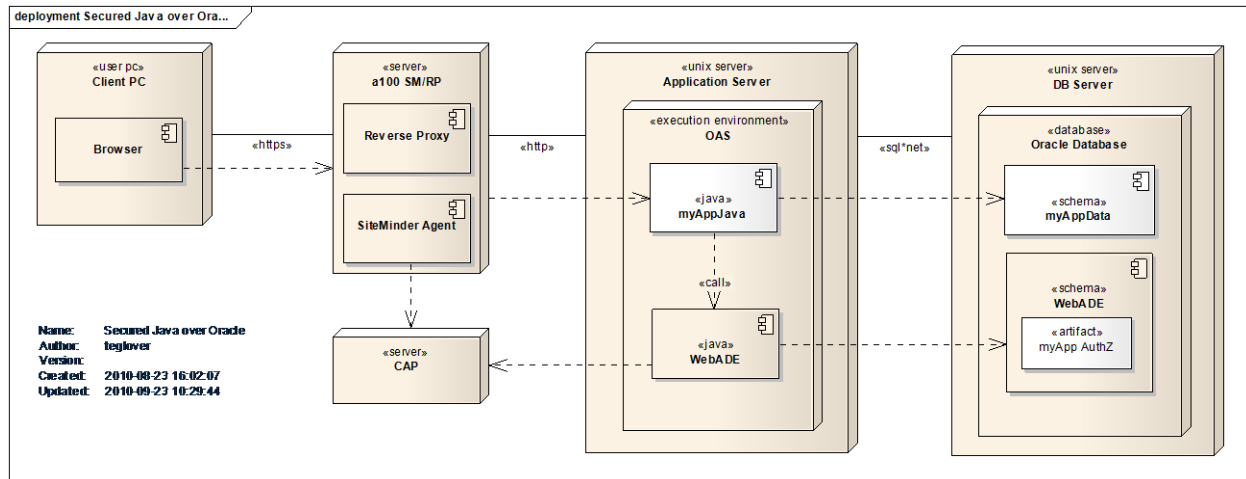 deployment Secured Java over Ora...
«user pc»
Client PC
Browser
«https»
«server»
a100 SM/RP
Reverse Proxy
SiteMinder Agent
«http»
«server»
CAP
«unix server»
Application Server
«execution environment»
OAS
«java»
myAppJava
«call»
«java»
WebADE
«sql*net»
«unix server»
DB Server
«database»
Oracle Database
«schema»
myAppData
«schema»
WebADE
«artifact»
myApp AuthZ
Name: Secured Java over Oracle
Author: teglover
Version:
Created: 2010-08-23 16:02:07
Updated: 2010-09-23 10:29:44